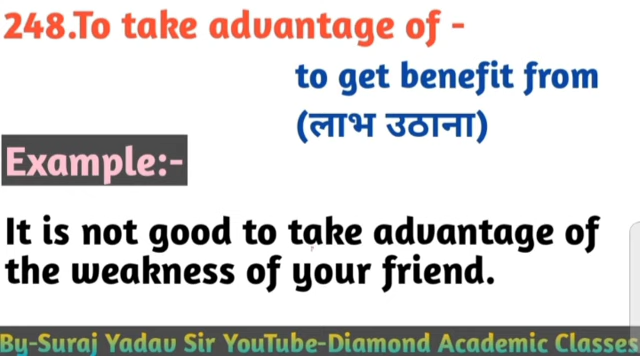 248.To take advantage of -
to get benefit from
(लाभ उठाना)
Example:-
It is not good to take advantage of
the weakness of your friend.
By-Suraj Yadav Sir YouTube-Diamond Academic Classes